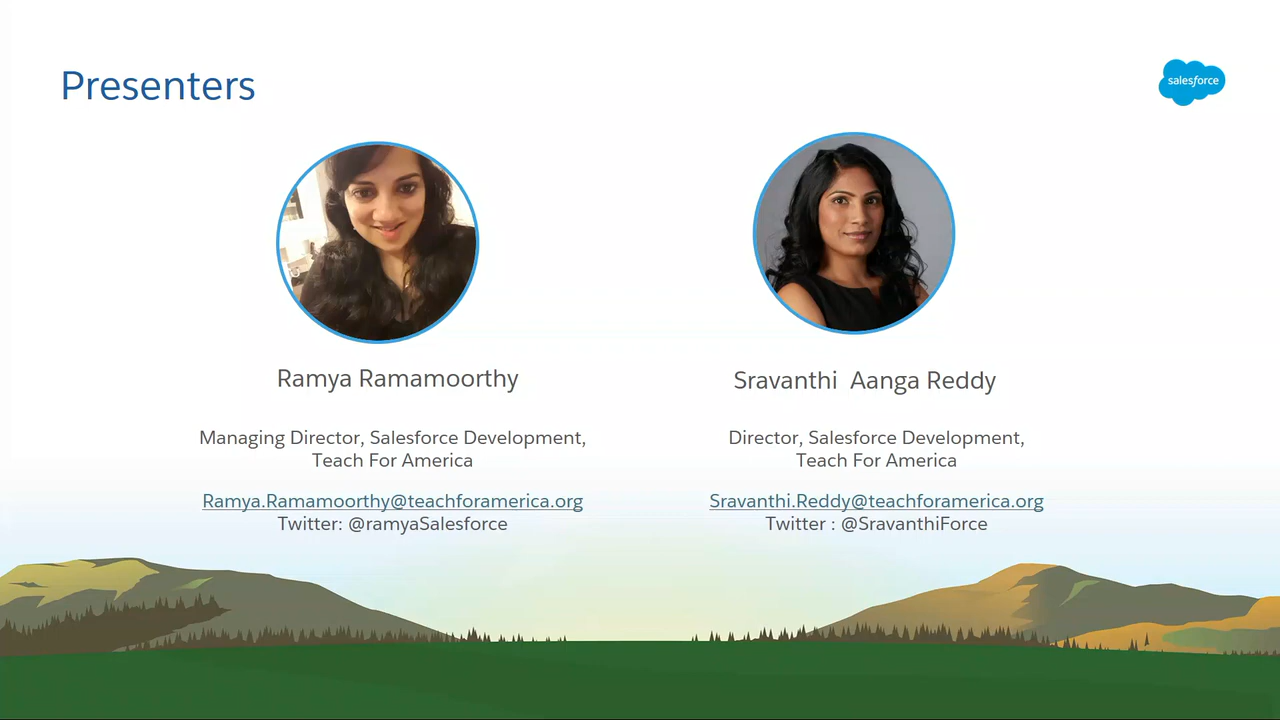 Presenters
salesforce
Ramya Ramamoorthy
Managing Director, Salesforce Development,
Teach For America
Ramya.Ramamoorthy@teachforamerica.org
Twitter: @ramyaSalesforce
Sravanthi  Aanga Reddy
Director, Salesforce Development,
Teach For America
Sravanthi.Reddy@teachforamerica.org
Twitter : @SravanthiForce